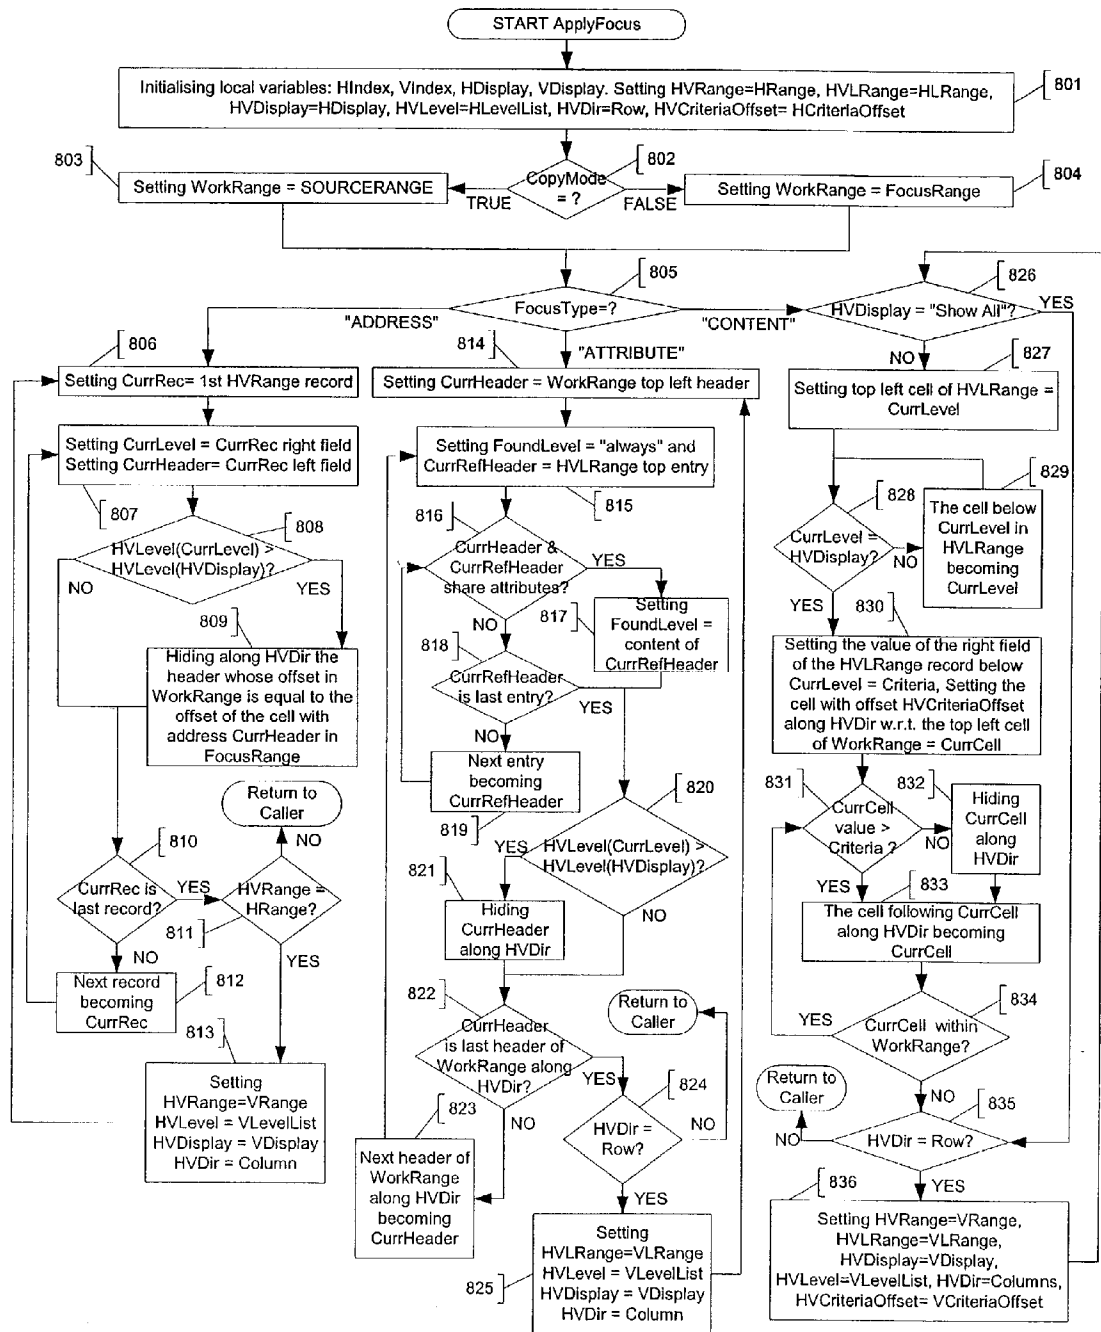 START ApplyFocus
Initialising local variables: HIndex, VIndex, HDisplay, VDisplay. Setting HVRange=HRange, HVLRange=HLRange,
HVDisplay=HDisplay, HVLevel=HLevelList, HVDir=Row, HVCriteriaOffset= HCriteriaOffset
801
802
CopyMode
= ?
TRUE
FALSE
803
Setting WorkRange = SOURCERANGE
804
Setting WorkRange = FocusRange
805
FocusType=?
"ADDRESS"
"ATTRIBUTE"
"CONTENT"
806
Setting CurrRec= 1st HVRange record
Setting CurrLevel = CurrRec right field
Setting CurrHeader= CurrRec left field
807
808
HVLevel(CurrLevel) >
HVLevel(HVDisplay)?
NO
YES
809
Hiding along HVDir the
header whose offset in
WorkRange is equal to the
offset of the cell with
address CurrHeader in
FocusRange
Return to
Caller
NO
810
CurrRec is
last record?
YES
HVRange =
HRange?
811
NO
YES
Next record
becoming
CurrRec
812
813
Setting
HVRange=VRange
HVLevel = VLevelList
HVDisplay = VDisplay
HVDir = Column
814
Setting CurrHeader = WorkRange top left header
Setting FoundLevel = "always" and
CurrRefHeader = HVLRange top entry
815
816
CurrHeader &
CurrRefHeader
share attributes?
YES
NO
817
Setting
FoundLevel =
content of
CurrRefHeader
818
CurrRefHeader
is last entry?
YES
NO
Next entry
becoming
CurrRefHeader
819
820
HVLevel(CurrLevel) >
HVLevel(HVDisplay)?
YES
NO
821
Hiding
CurrHeader
along HVDir
822
CurrHeader
is last header of
WorkRange along
HVDir?
YES
NO
Return to
Caller
823
Next header of
WorkRange
along HVDir
becoming
CurrHeader
824
HVDir =
Row?
NO
YES
825
Setting
HVLRange=VLRange
HVLevel = VLevelList
HVDisplay = VDisplay
HVDir = Column
826
HVDisplay = "Show All"?
YES
NO
827
Setting top left cell of HVLRange =
CurrLevel
828
CurrLevel =
HVDisplay?
NO
YES
829
The cell below
CurrLevel in
HVLRange
becoming
CurrLevel
830
Setting the value of the right field
of the HVLRange record below
CurrLevel = Criteria, Setting the
cell with offset HVCriteriaOffset
along HVDir w.r.t. the top left cell
of WorkRange = CurrCell
831
CurrCell
value >
Criteria ?
NO
YES
832
Hiding
CurrCell
along
HVDir
833
The cell following CurrCell
along HVDir becoming
CurrCell
834
CurrCell within
WorkRange?
YES
NO
Return to
Caller
835
HVDir = Row?
NO
YES
836
Setting HVRange=VRange,
HVLRange=VLRange,
HVDisplay=VDisplay,
HVLevel=VLevelList, HVDir=Columns,
HVCriteriaOffset= VCriteriaOffset